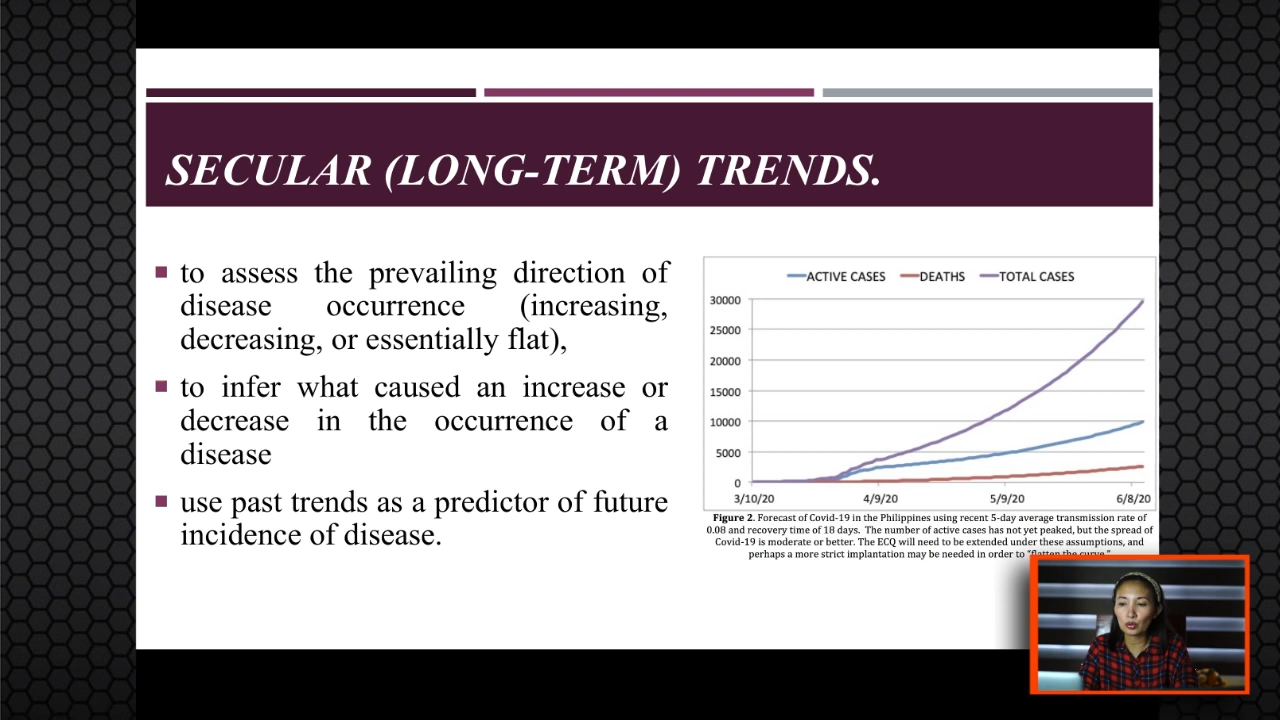 SECULAR (LONG-TERM) TRENDS.
to assess the prevailing direction of
disease occurrence (increasing,
decreasing, or essentially flat),
to infer what caused an increase or
decrease in the occurrence of a
disease
use past trends as a predictor of future
incidence of disease.
ACTIVE CASES DEATHS TOTAL CASES
30000
25000
20000
15000
10000
5000
0
3/10/20 4/9/20 5/9/20 6/8/20
Figure 2. Forecast of Covid-19 in the Philippines using recent 5-day average transmission rate of
0.08 and recovery time of 18 days. The number of active cases has not yet peaked, but the spread of
Covid-19 is moderate or better. The ECQ will need to be extended under these assumptions, and
perhaps a more strict implantation may be needed in order to "flatten the curve."